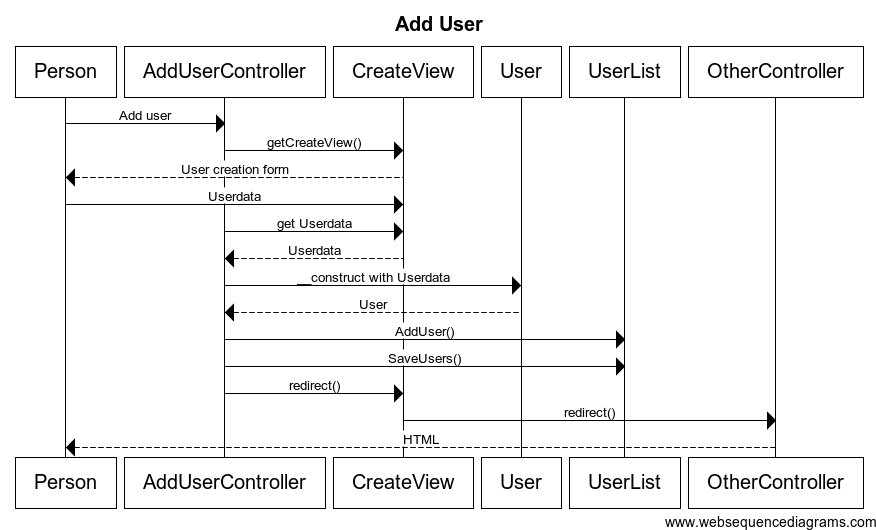 Add User
Person AddUserController CreateView User UserList OtherController
Add user
getCreateView()
User creation form
Userdata
get Userdata
Userdata
__construct with Userdata
User
AddUser()
SaveUsers()
redirect()
redirect()
HTML
Person AddUserController CreateView User UserList OtherController
www.websequencediagrams.com